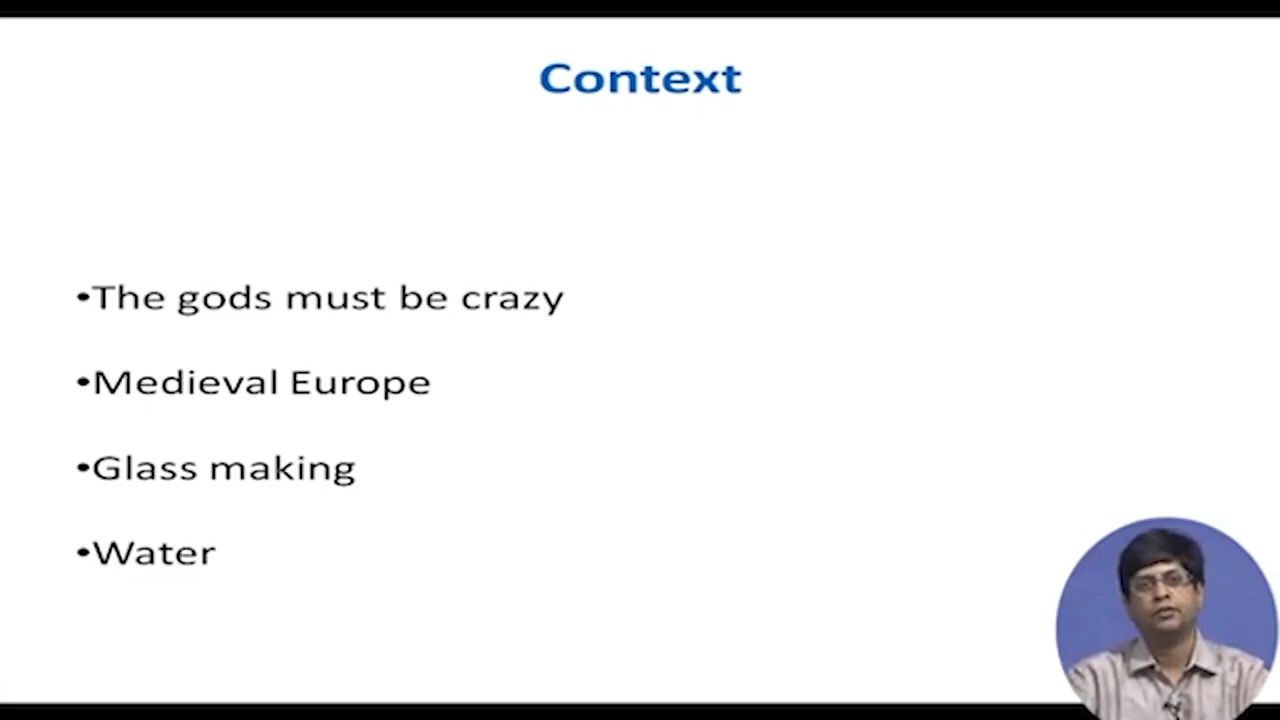 Context
•The gods must be crazy
•Medieval Europe
•Glass making
•Water